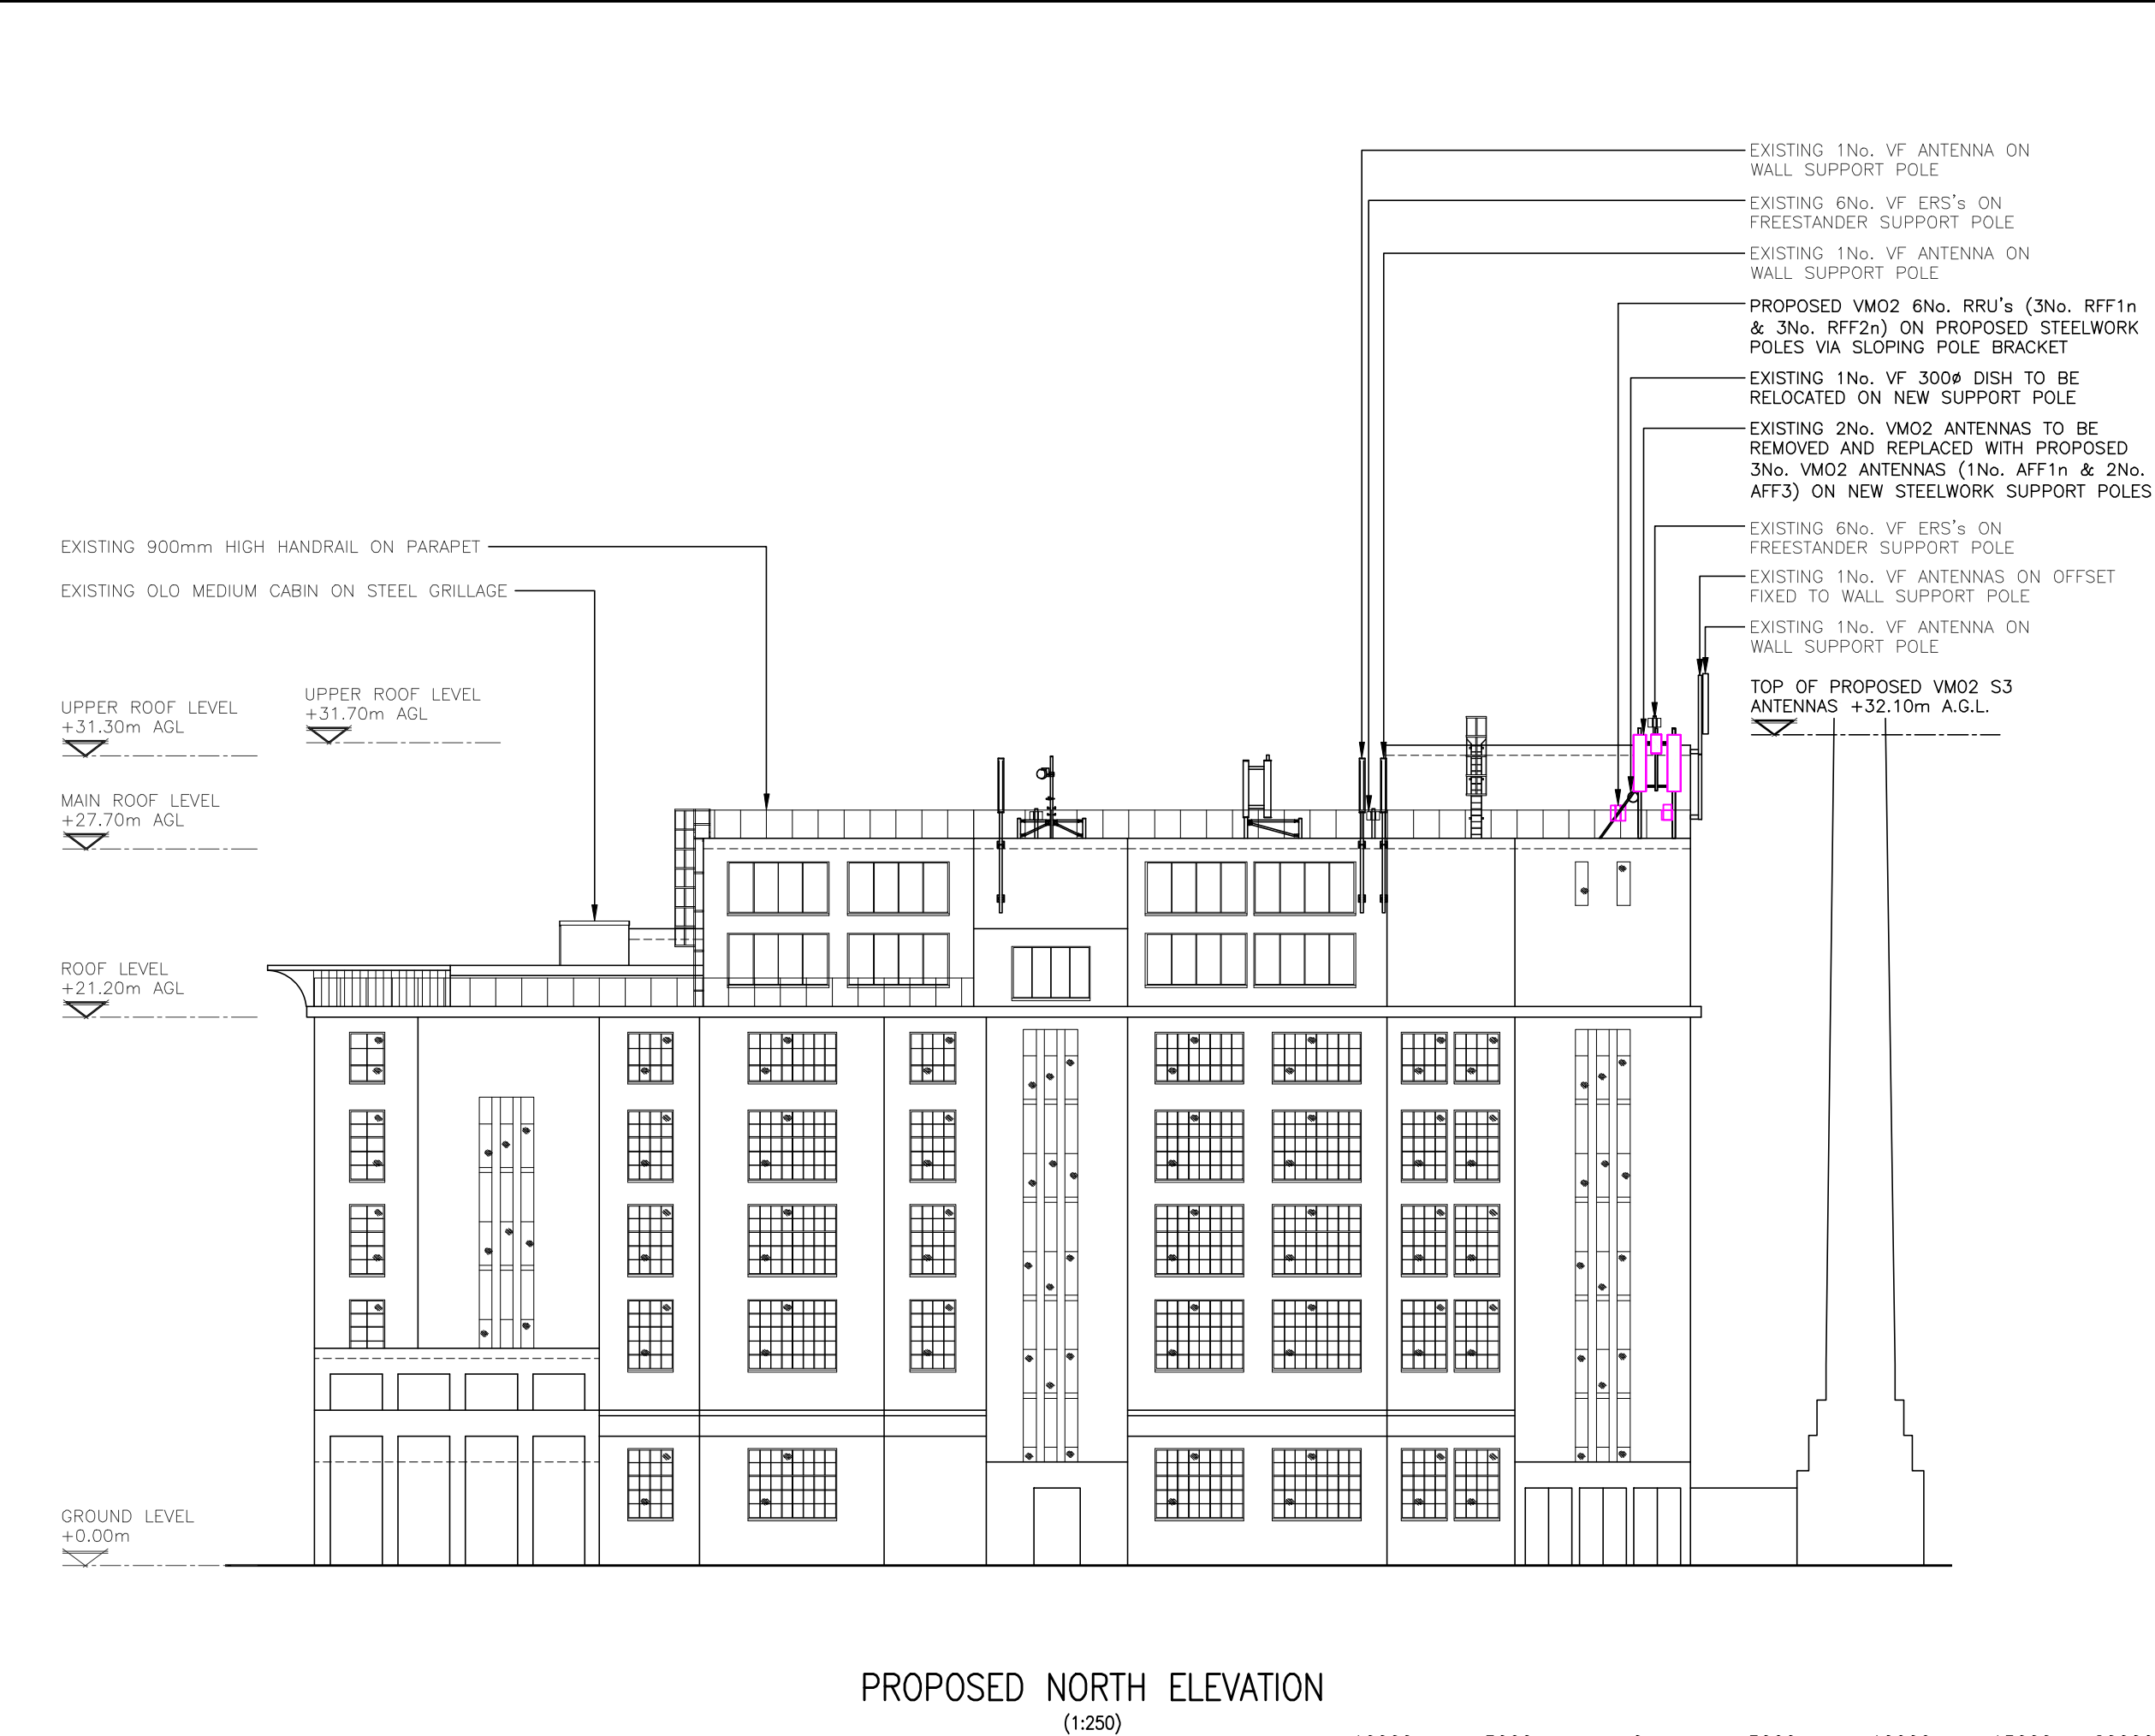 EXISTING 1No. VF ANTENNA ON
WALL SUPPORT POLE
EXISTING 6No. VF ERS's ON
FREESTANDER SUPPORT POLE
EXISTING 1No. VF ANTENNA ON
WALL SUPPORT POLE
PROPOSED VMO2 6No. RRU's (3No. RFF1n
& 3No. RFF2n) ON PROPOSED STEELWORK
POLES VIA SLOPING POLE BRACKET
EXISTING 1No. VF 300ø DISH TO BE
RELOCATED ON NEW SUPPORT POLE
EXISTING 2No. VMO2 ANTENNAS TO BE
REMOVED AND REPLACED WITH PROPOSED
3No. VMO2 ANTENNAS (1No. AFF1n & 2No.
AFF3) ON NEW STEELWORK SUPPORT POLES
EXISTING 6No. VF ERS's ON
FREESTANDER SUPPORT POLE
EXISTING 1No. VF ANTENNAS ON OFFSET
FIXED TO WALL SUPPORT POLE
EXISTING 1No. VF ANTENNA ON
WALL SUPPORT POLE
TOP OF PROPOSED VMO2 S3
ANTENNAS +32.10m A.G.L.
EXISTING 900mm HIGH HANDRAIL ON PARAPET
EXISTING OLO MEDIUM CABIN ON STEEL GRILLAGE
UPPER ROOF LEVEL
+31.30m AGL
UPPER ROOF LEVEL
+31.70m AGL
MAIN ROOF LEVEL
+27.70m AGL
ROOF LEVEL
+21.20m AGL
GROUND LEVEL
+0.00m
PROPOSED NORTH ELEVATION
(1:250)